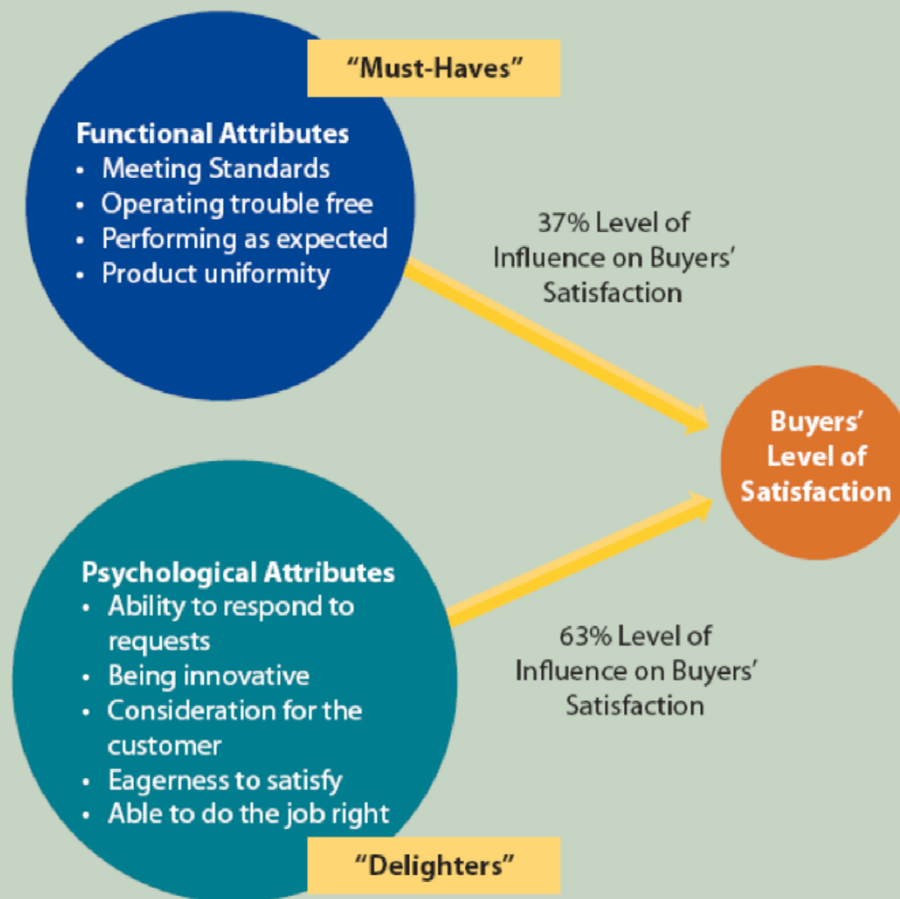 “Must-Haves”
Functional Attributes
• Meeting Standards
• Operating trouble free
• Performing as expected
• Product uniformity
37% Level of
Influence on Buyers’
Satisfaction
Buyers’
Level of
Satisfaction
Psychological Attributes
• Ability to respond to
requests
• Being innovative
• Consideration for the
customer
• Eagerness to satisfy
• Able to do the job right
63% Level of
Influence on Buyers’
Satisfaction
“Delighters”